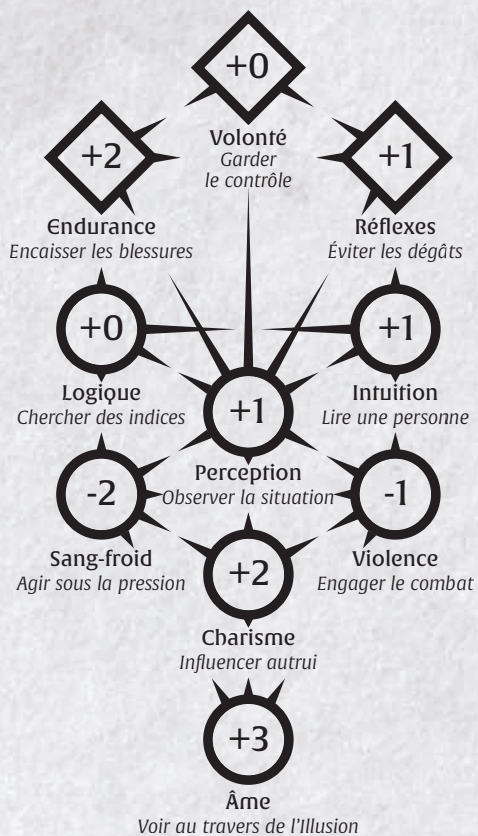 +0
Volonté
Garder
le contrôle
+2
Endurance
Encaisser les blessures
+1
Réflexes
Éviter les dégâts
+0
Logique
Chercher des indices
+1
Intuition
Lire une personne
+1
Perception
Observer la situation
-2
Sang-froid
Agir sous la pression
-1
Violence
Engager le combat
+2
Charisme
Influencer autrui
+3
Âme
Voir au travers de l'Illusion